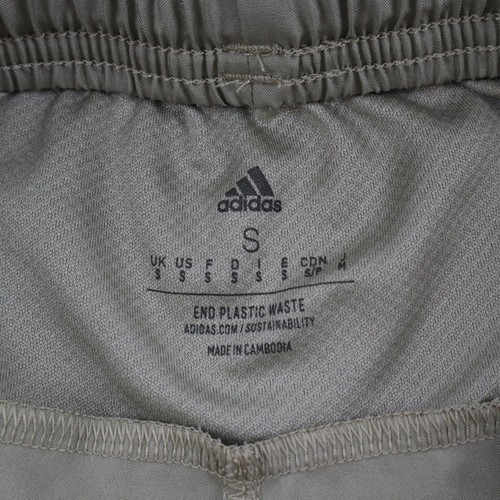 adidas
S
UK US F D I E CDN J
S S S S S S S/P M
END PLASTIC WASTE
ADIDAS.COM/SUSTAINABILITY
MADE IN CAMBODIA